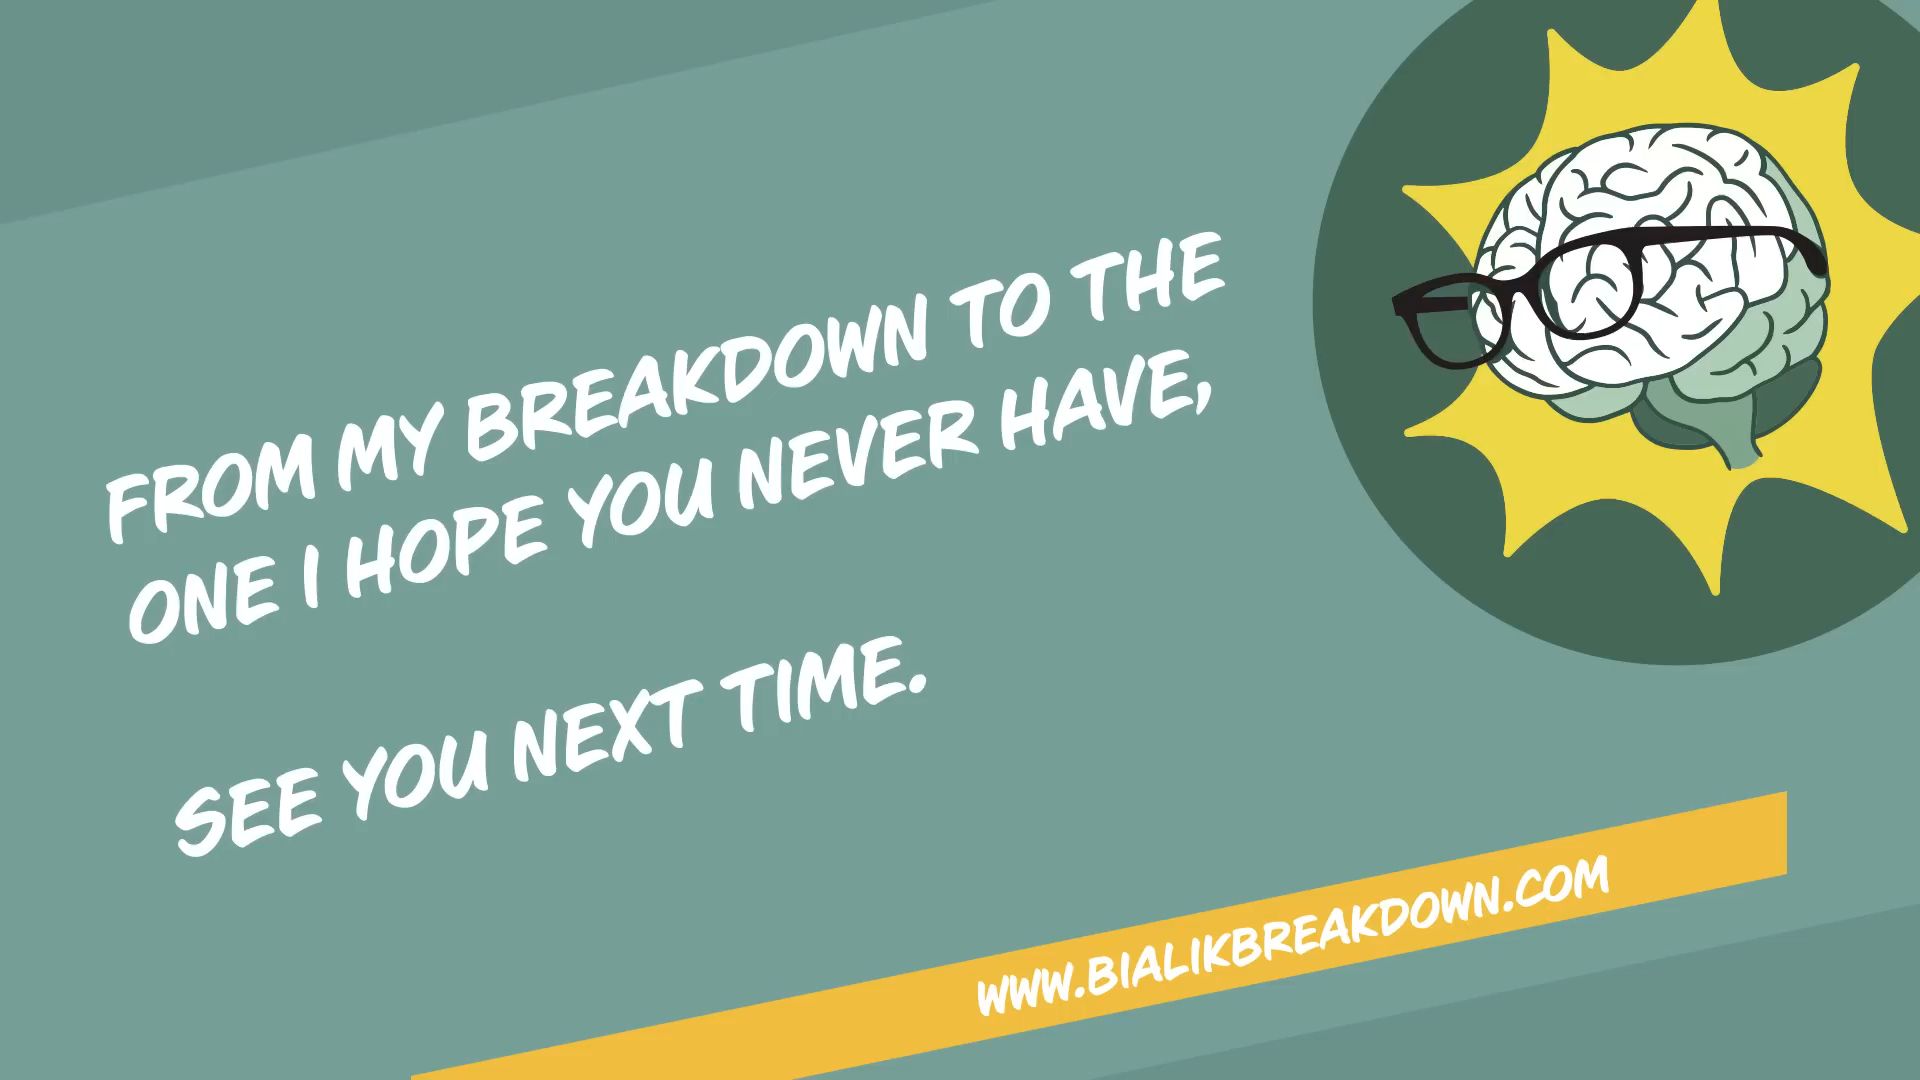 FROM MY BREAKDOWN TO THE
ONE I HOPE YOU NEVER HAVE,
SEE YOU NEXT TIME.
WWW.BIALIKBREAKDOWN.COM